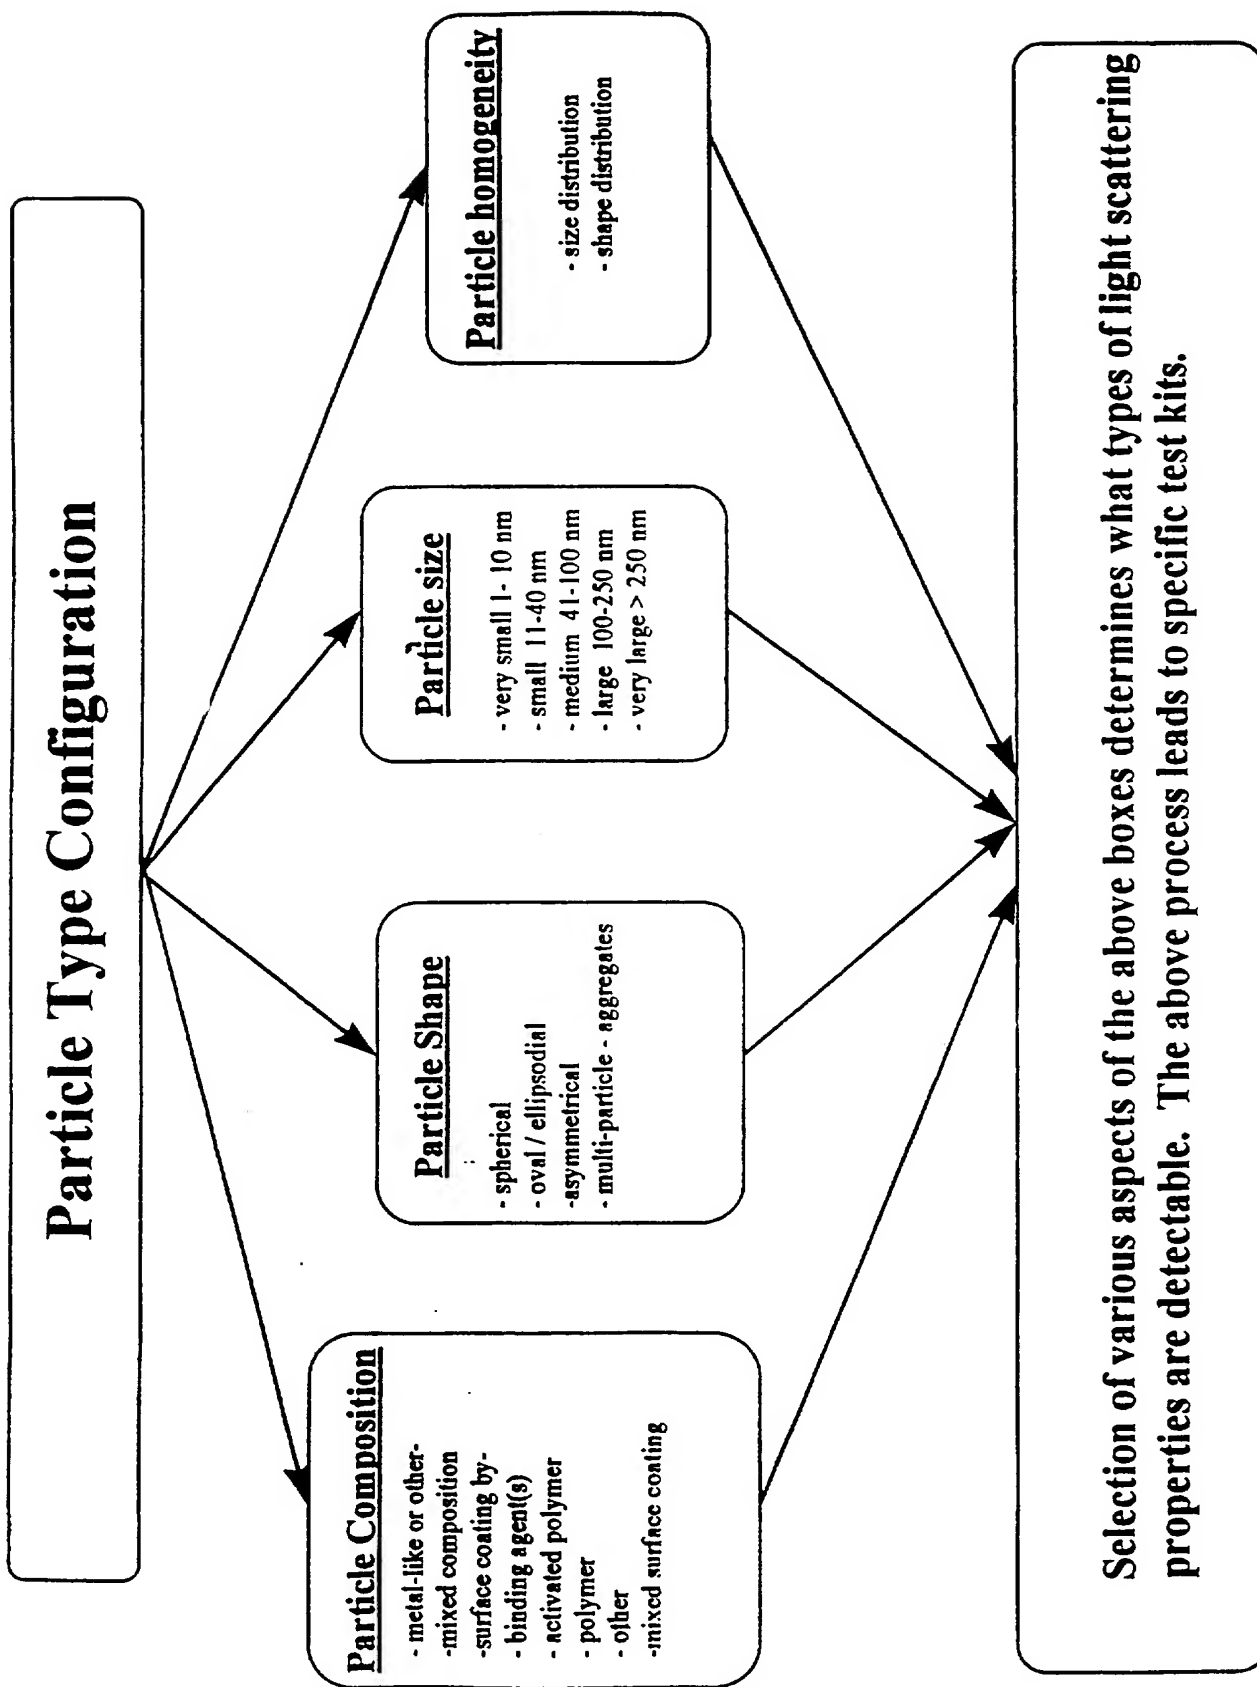 Particle Type Configuration
Particle Composition
- metal-like or other-
-mixed composition
-surface coating by-
- binding agent(s)
- activated polymer
- polymer
- other
-mixed surface coating
Particle Shape
- spherical
- oval / ellipsodial
-asymmetrical
- multi-particle - aggregates
Particle size
- very small 1- 10 nm
- small 11-40 nm
- medium 41-100 nm
- large 100-250 nm
- very large > 250 nm
Particle homogeneity
- size distribution
- shape distribution
Selection of various aspects of the above boxes determines what types of light scattering
properties are detectable. The above process leads to specific test kits.